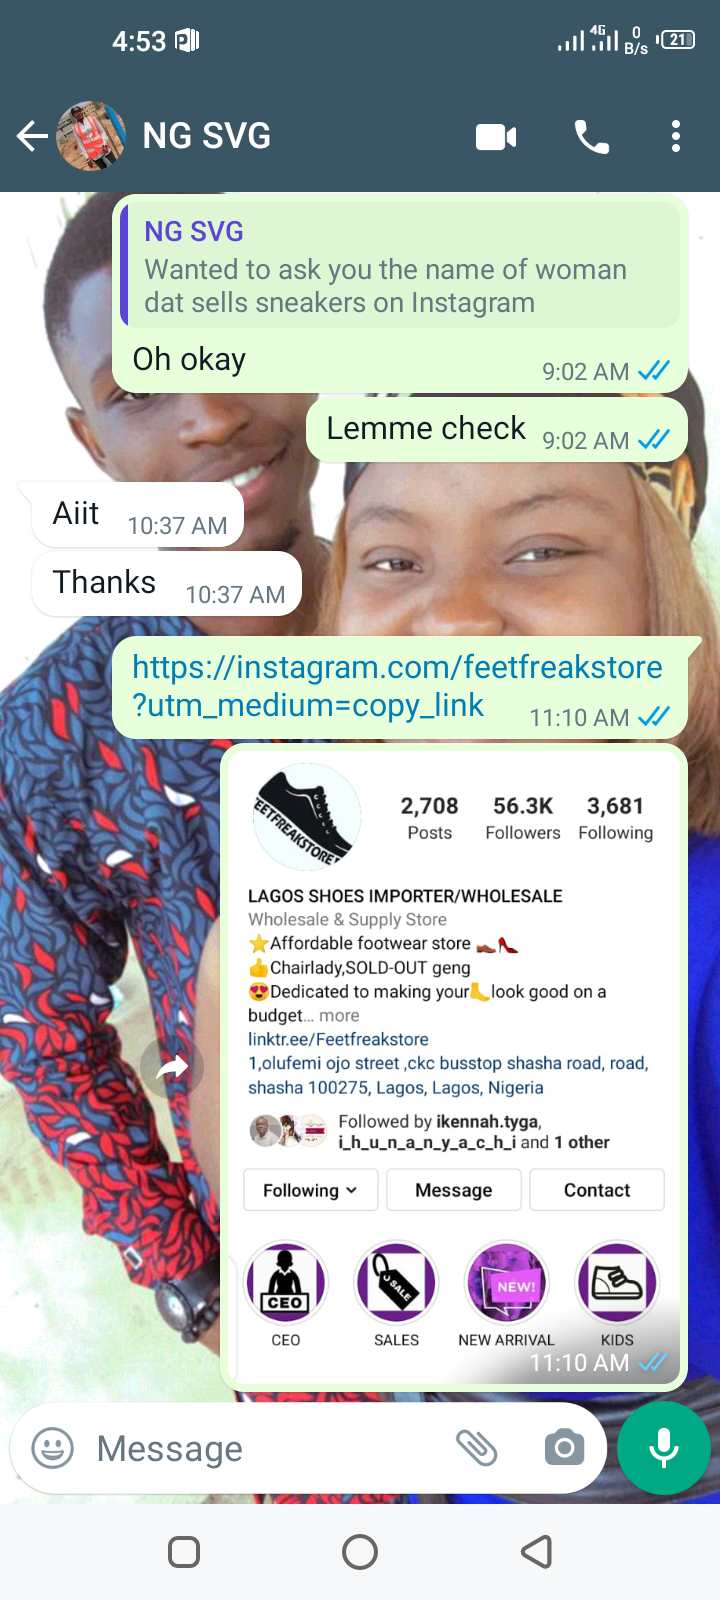 4:53
4G
0
B/s
21
NG SVG
NG SVG
Wanted to ask you the name of woman
dat sells sneakers on Instagram
Oh okay
9:02 AM
Lemme check
9:02 AM
Aiit
10:37 AM
Thanks
10:37 AM
https://instagram.com/feetfreakstore
?utm_medium=copy_link
11:10 AM
FEETFREAKSTORE
2,708 56.3K 3,681
Posts Followers Following
LAGOS SHOES IMPORTER/WHOLESALE
Wholesale & Supply Store
⭐Affordable footwear store 👞👠
👍Chairlady,SOLD-OUT geng
😍Dedicated to making your🦶look good on a
budget... more
linktr.ee/Feetfreakstore
1,olufemi ojo street ,ckc busstop shasha road, road,
shasha 100275, Lagos, Lagos, Nigeria
Followed by ikennah.tyga,
i_h_u_n_a_n_y_a_c_h_i and 1 other
Following Message Contact
CEO SALE NEW!
CEO SALES NEW ARRIVAL KIDS
11:10 AM
Message